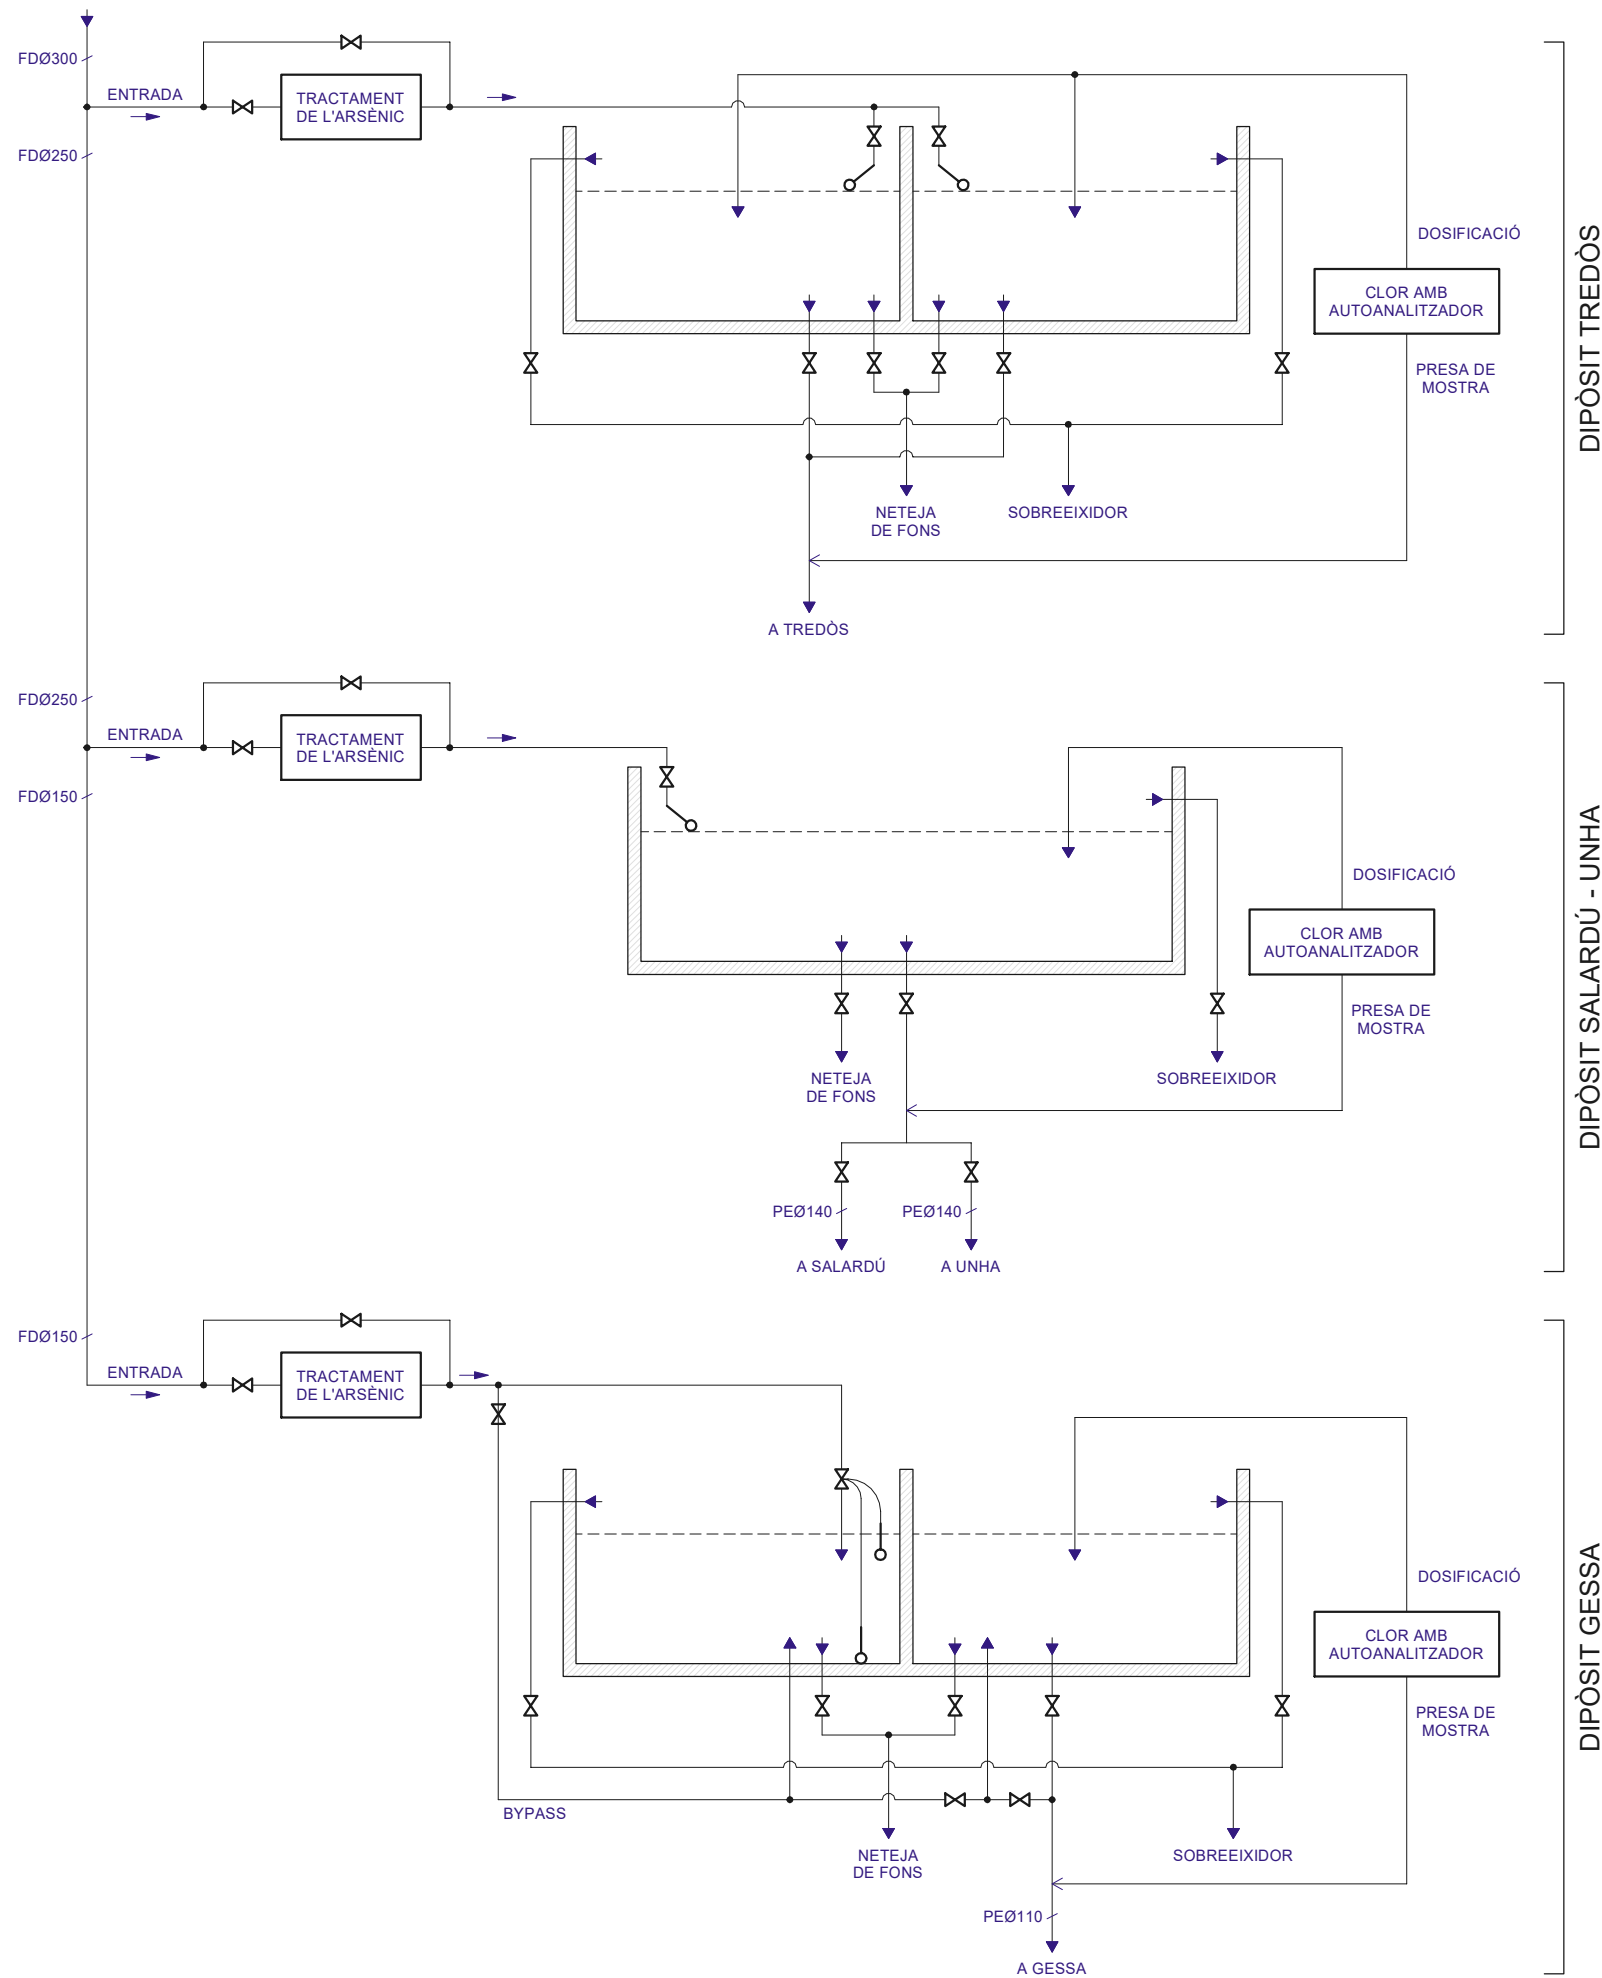 FDØ300
ENTRADA
TRACTAMENT
DE L'ARSÈNIC
FDØ250
DOSIFICACIÓ
CLOR AMB
AUTOANALITZADOR
PRESA DE
MOSTRA
NETEJA
DE FONS
SOBREEIXIDOR
A TREDÒS
DIPÒSIT TREDÒS
FDØ250
ENTRADA
TRACTAMENT
DE L'ARSÈNIC
FDØ150
DOSIFICACIÓ
CLOR AMB
AUTOANALITZADOR
PRESA DE
MOSTRA
NETEJA
DE FONS
SOBREEIXIDOR
PEØ140
PEØ140
A SALARDÚ
A UNHA
DIPÒSIT SALARDÚ - UNHA
FDØ150
ENTRADA
TRACTAMENT
DE L'ARSÈNIC
DOSIFICACIÓ
CLOR AMB
AUTOANALITZADOR
PRESA DE
MOSTRA
BYPASS
NETEJA
DE FONS
SOBREEIXIDOR
PEØ110
A GESSA
DIPÒSIT GESSA